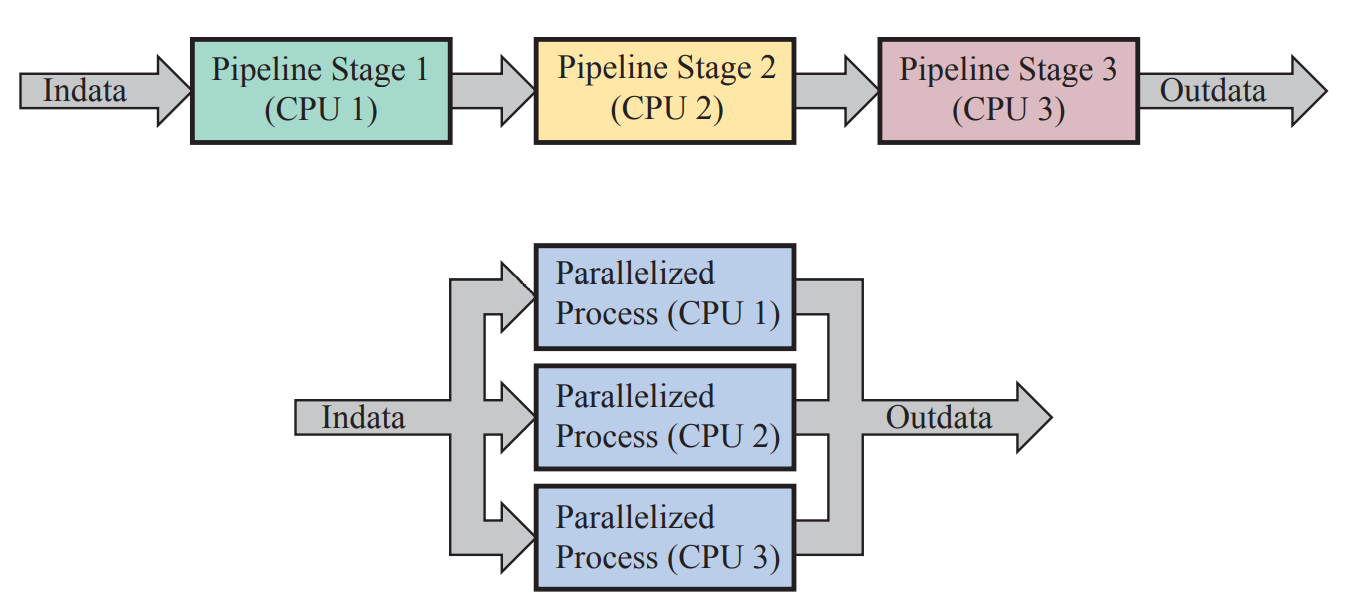 Indata
Pipeline Stage 1
(CPU 1)
Pipeline Stage 2
(CPU 2)
Pipeline Stage 3
(CPU 3)
Outdata
Indata
Parallelized
Process (CPU 1)
Parallelized
Process (CPU 2)
Parallelized
Process (CPU 3)
Outdata